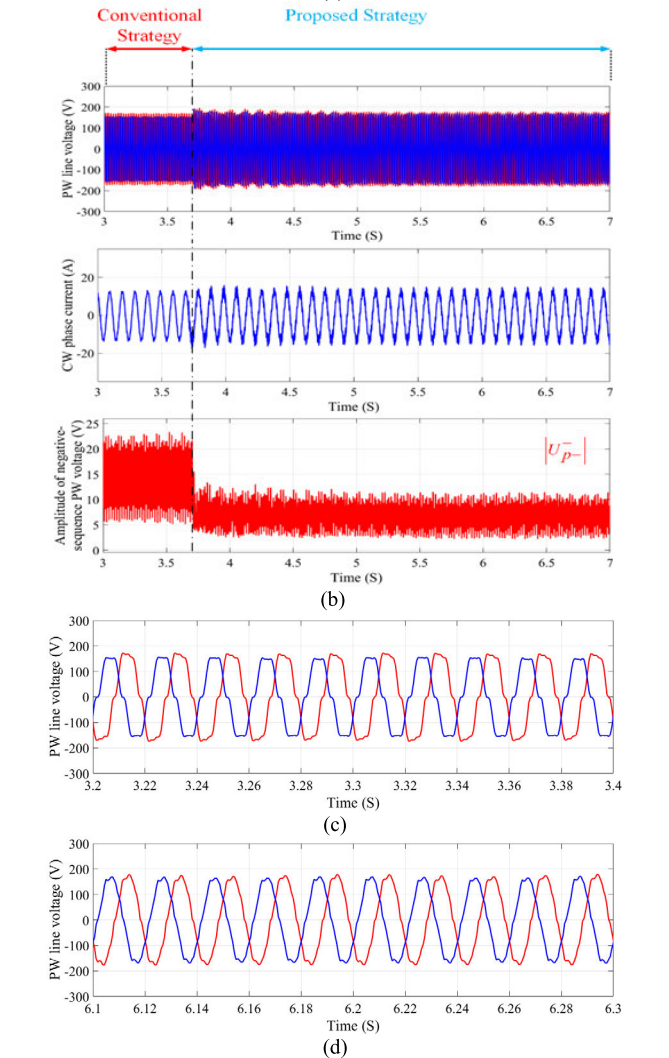 Conventional
Strategy
Proposed Strategy
300
200
100
0
-100
-200
-300
PW line voltage (V)
3 3.5 4 4.5 5 5.5 6 6.5 7
Time (S)
20
0
-20
CW phase current (A)
3 3.5 4 4.5 5 5.5 6 6.5 7
Time (S)
25
20
15
10
5
0
Amplitude of negative-
sequence PW voltage (V)
|U⁻ₚ₋|
3 3.5 4 4.5 5 5.5 6 6.5 7
Time (S)
(b)
300
200
100
0
-100
-200
-300
PW line voltage (V)
3.2 3.22 3.24 3.26 3.28 3.3 3.32 3.34 3.36 3.38 3.4
Time (S)
(c)
300
200
100
0
-100
-200
-300
PW line voltage (V)
6.1 6.12 6.14 6.16 6.18 6.2 6.22 6.24 6.26 6.28 6.3
Time (S)
(d)